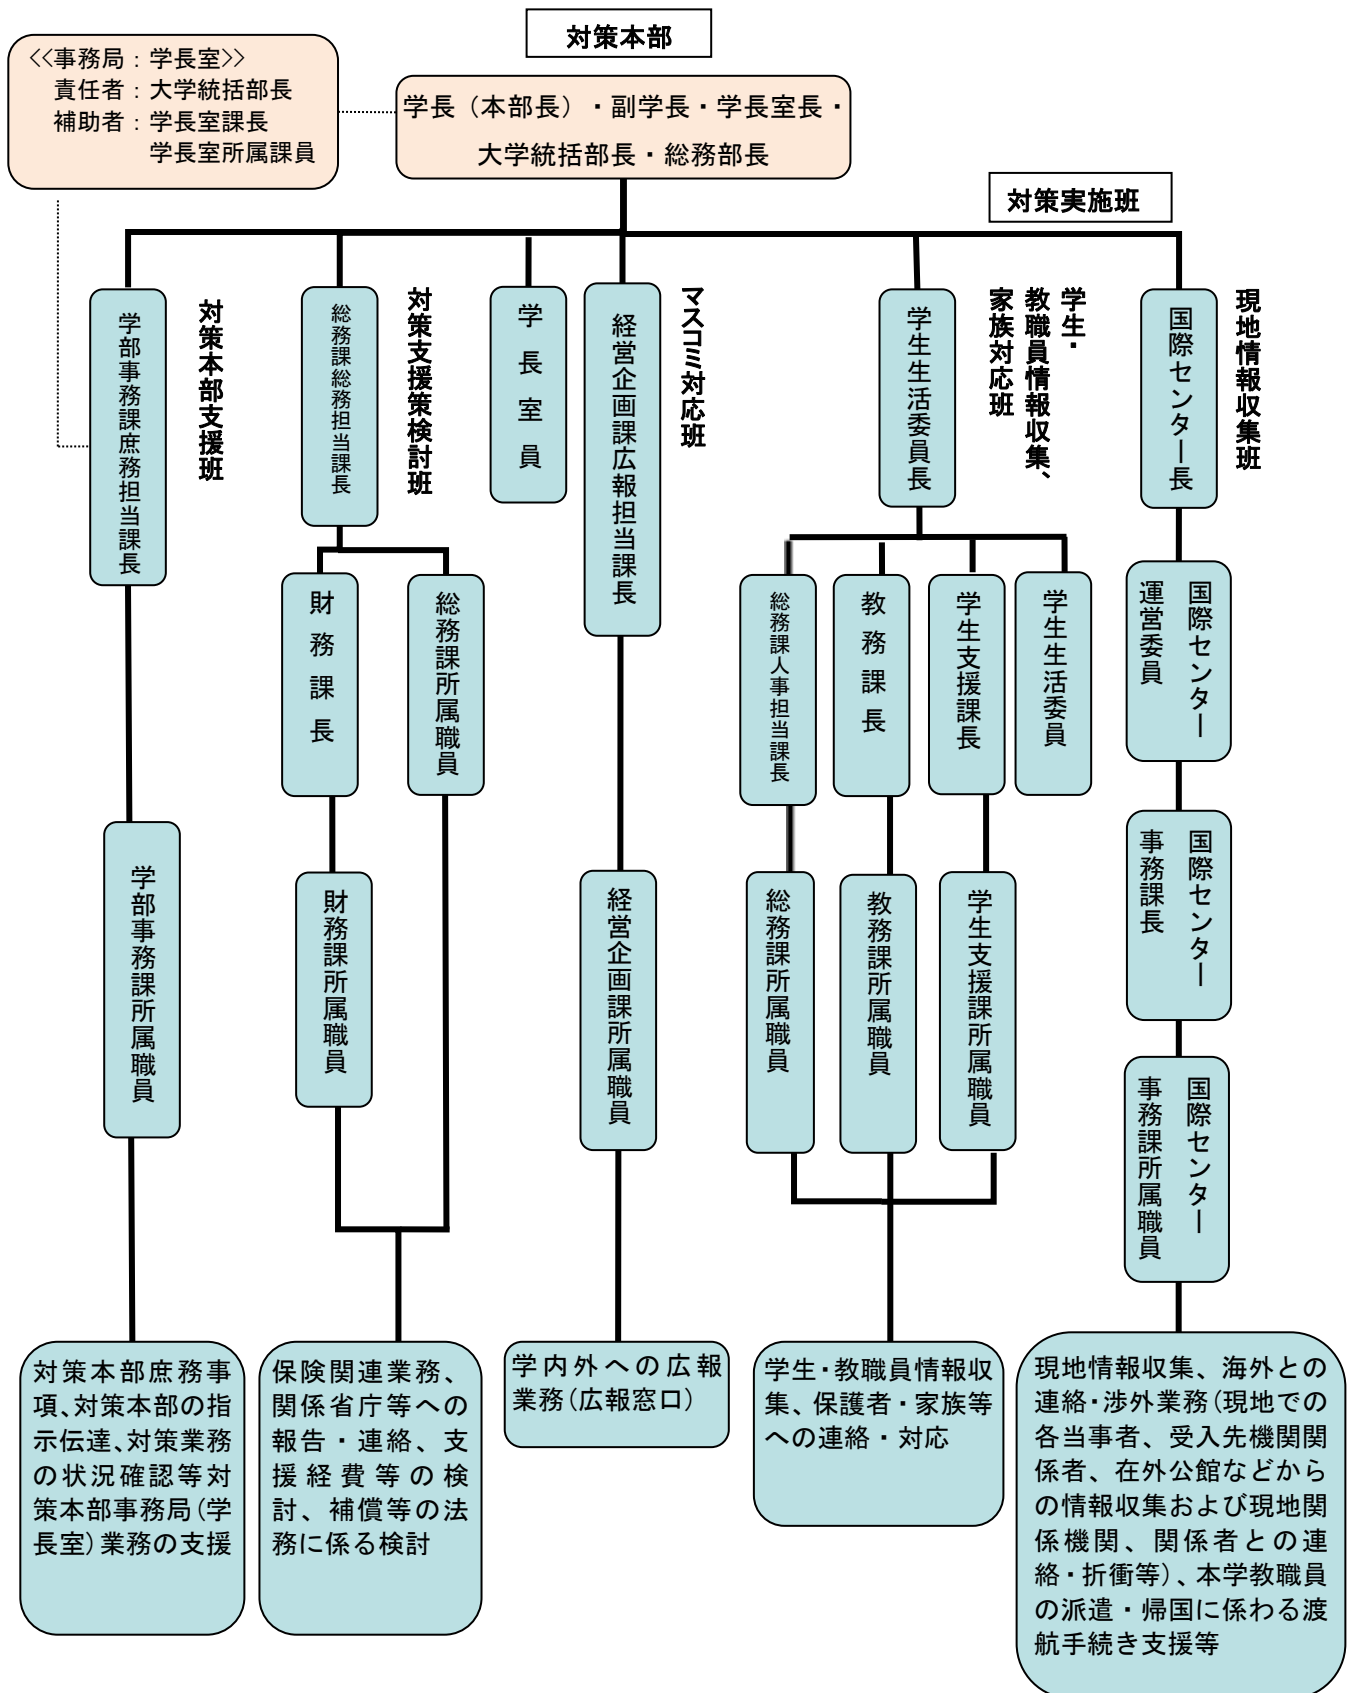 対策本部
<<事務局：学長室>>
責任者：大学統括部長
補助者：学長室課長
学長室所属課員
学長（本部長）・副学長・学長室長・
大学統括部長・総務部長
対策実施班
学部事務課庶務担当課長
対策本部支援班
総務課総務担当課長
対策支援策検討班
学長室員
経営企画課広報担当課長
マスコミ対応班
学生生活委員長
学生・
教職員情報収集、
家族対応班
国際センター長
現地情報収集班
財務課長
総務課所属職員
総務課人事担当課長
教務課長
学生支援課長
学生生活委員
国際センター
運営委員
学部事務課所属職員
財務課所属職員
経営企画課所属職員
総務課所属職員
教務課所属職員
学生支援課所属職員
国際センター
事務課長
国際センター
事務課所属職員
対策本部庶務事
項、対策本部の指
示伝達、対策業務
の状況確認等対
策本部事務局(学
長室)業務の支援
保険関連業務、
関係省庁等への
報告・連絡、支
援経費等の検
討、補償等の法
務に係る検討
学内外への広報
業務(広報窓口)
学生・教職員情報収
集、保護者・家族等
への連絡・対応
現地情報収集、海外との
連絡・渉外業務(現地での
各当事者、受入先機関関
係者、在外公館などから
の情報収集および現地関
係機関、関係者との連
絡・折衝等)、本学教職員
の派遣・帰国に係わる渡
航手続き支援等